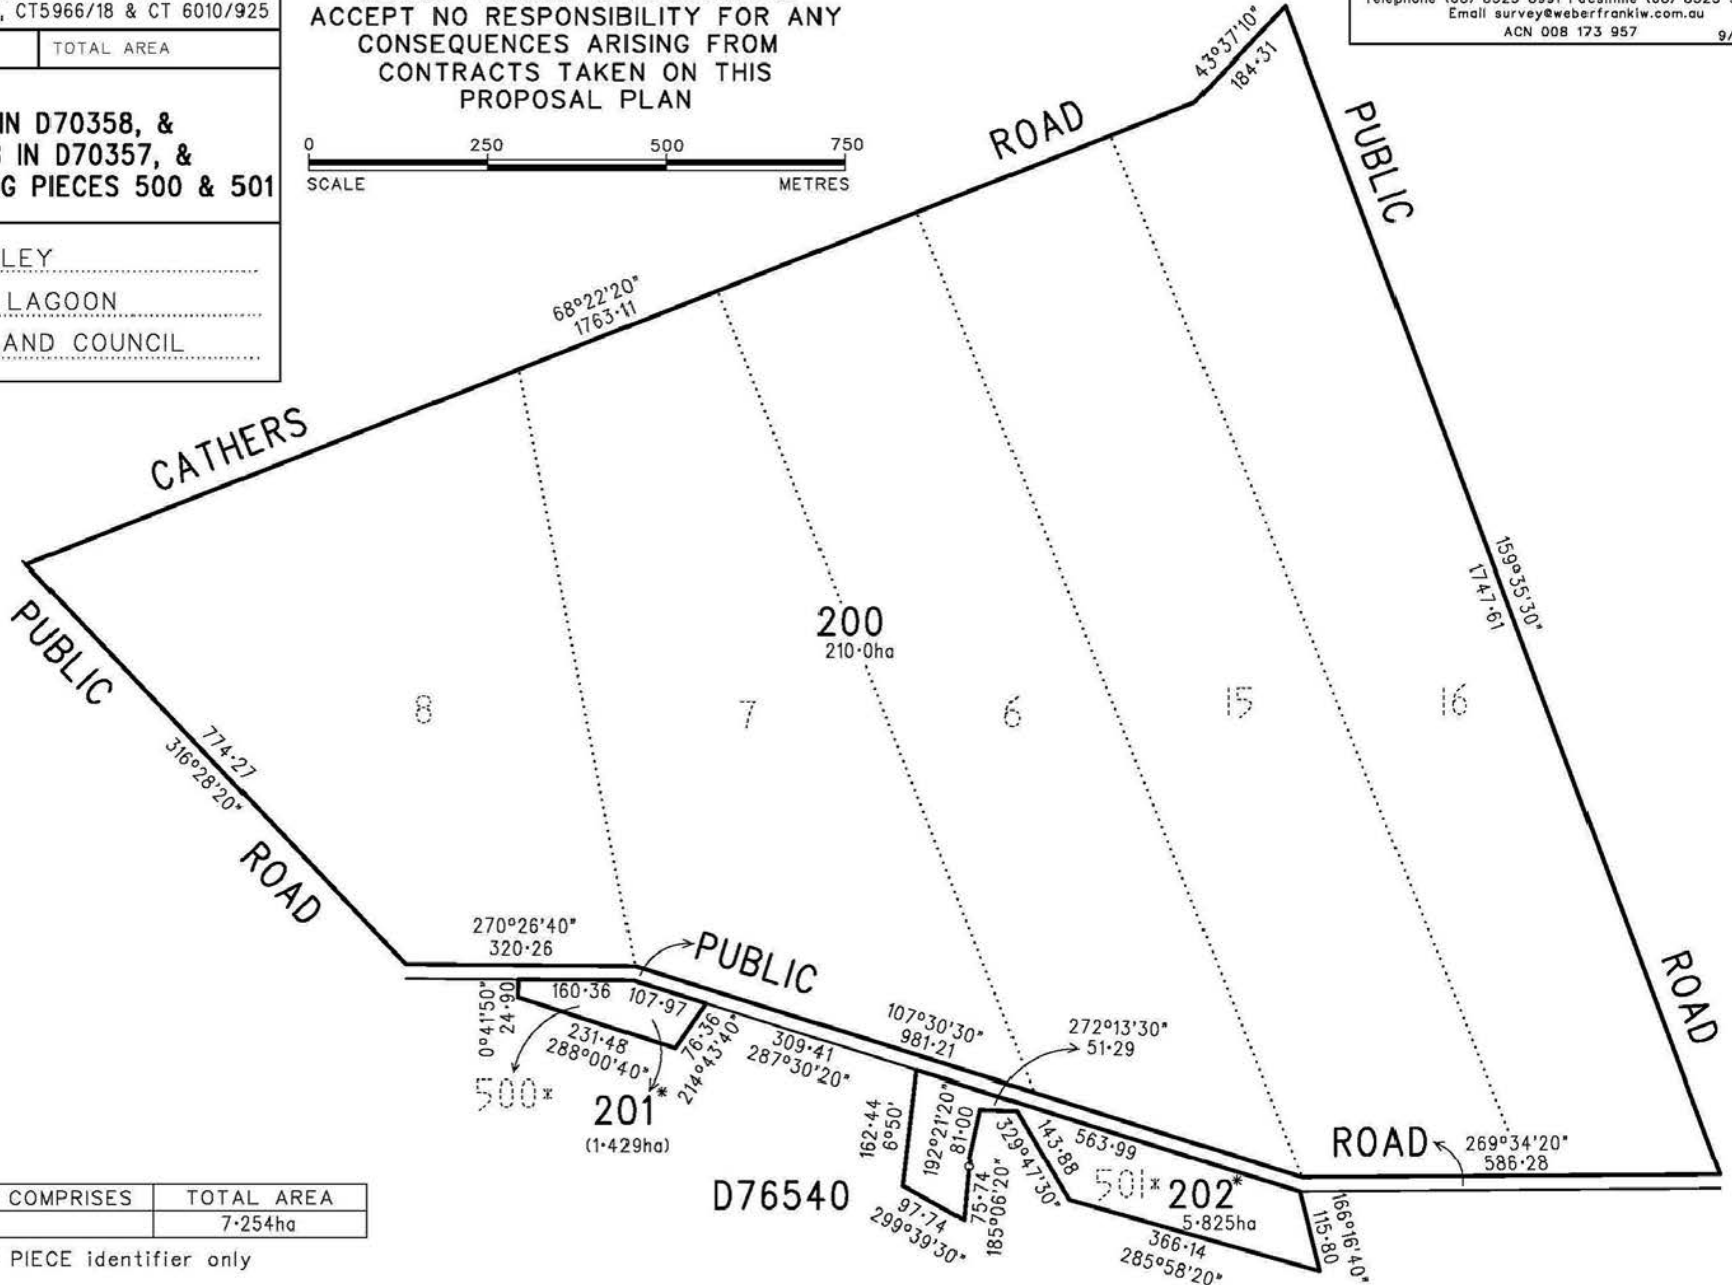 , CT5966/18 & CT 6010/925
TOTAL AREA
IN D70358, &
IN D70357, &
G PIECES 500 & 501
LEY
LAGOON
AND COUNCIL
ACCEPT NO RESPONSIBILITY FOR ANY
CONSEQUENCES ARISING FROM
CONTRACTS TAKEN ON THIS
PROPOSAL PLAN
0 250 500 750
SCALE METRES
Email survey@weberfrankiw.com.au
ACN 008 173 957 9/
43°37'10"
184·31
ROAD
PUBLIC
68°22'20"
1763·11
CATHERS
159°35'30"
1747·61
PUBLIC
200
210·0ha
8
7
6
15
16
774·27
316°28'20"
ROAD
270°26'40"
320·26
PUBLIC
ROAD
0°41'50"
24·90
160·36
107·97
231·48
288°00'40"
76·36
214°43'40"
309·41
287°30'20"
107°30'30"
981·21
272°13'30"
51·29
500*
201*
(1·429ha)
162·44
6°50'
192°21'20"
81·00
329°47'30"
143·88
563·99
ROAD
269°34'20"
586·28
501*
202*
5·825ha
D76540
97·74
299°39'30"
75·74
185°06'20"
366·14
285°58'20"
166°16'40"
115·80
COMPRISES TOTAL AREA
7·254ha
PIECE identifier only